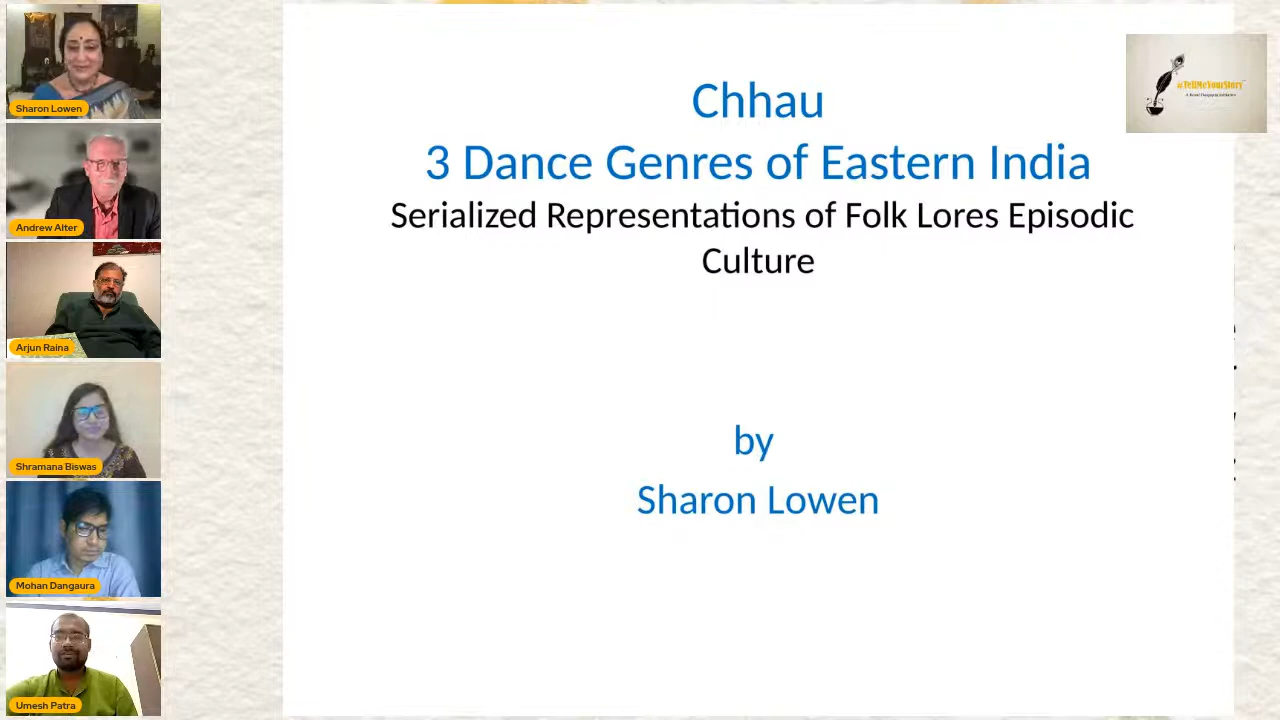 Chhau
3 Dance Genres of Eastern India
Serialized Representations of Folk Lores Episodic
Culture
by
Sharon Lowen
#TellMeYourStory
Sharon Lowen
Andrew Alter
Arjun Raina
Shramana Biswas
Mohan Dangaura
Umesh Patra